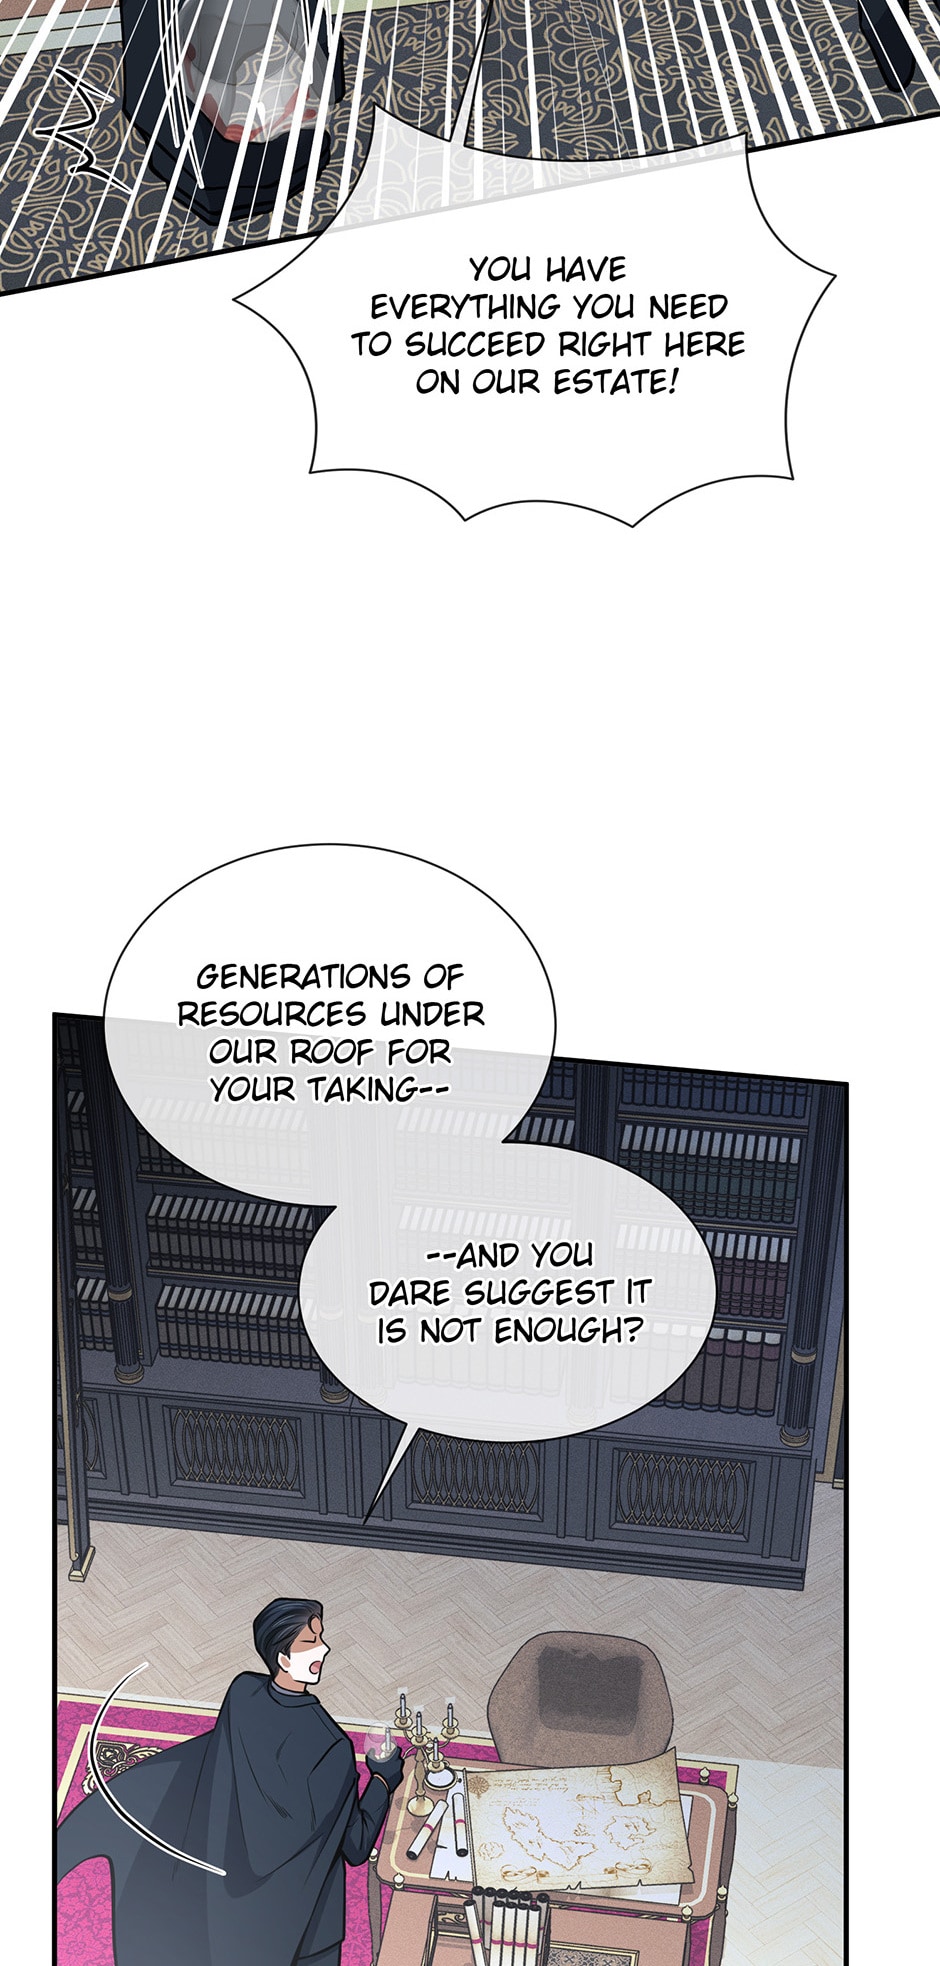 YOU HAVE
EVERYTHING YOU NEED
TO SUCCEED RIGHT HERE
ON OUR ESTATE!
GENERATIONS OF
RESOURCES UNDER
OUR ROOF FOR
YOUR TAKING--
--AND YOU
DARE SUGGEST IT
IS NOT ENOUGH?